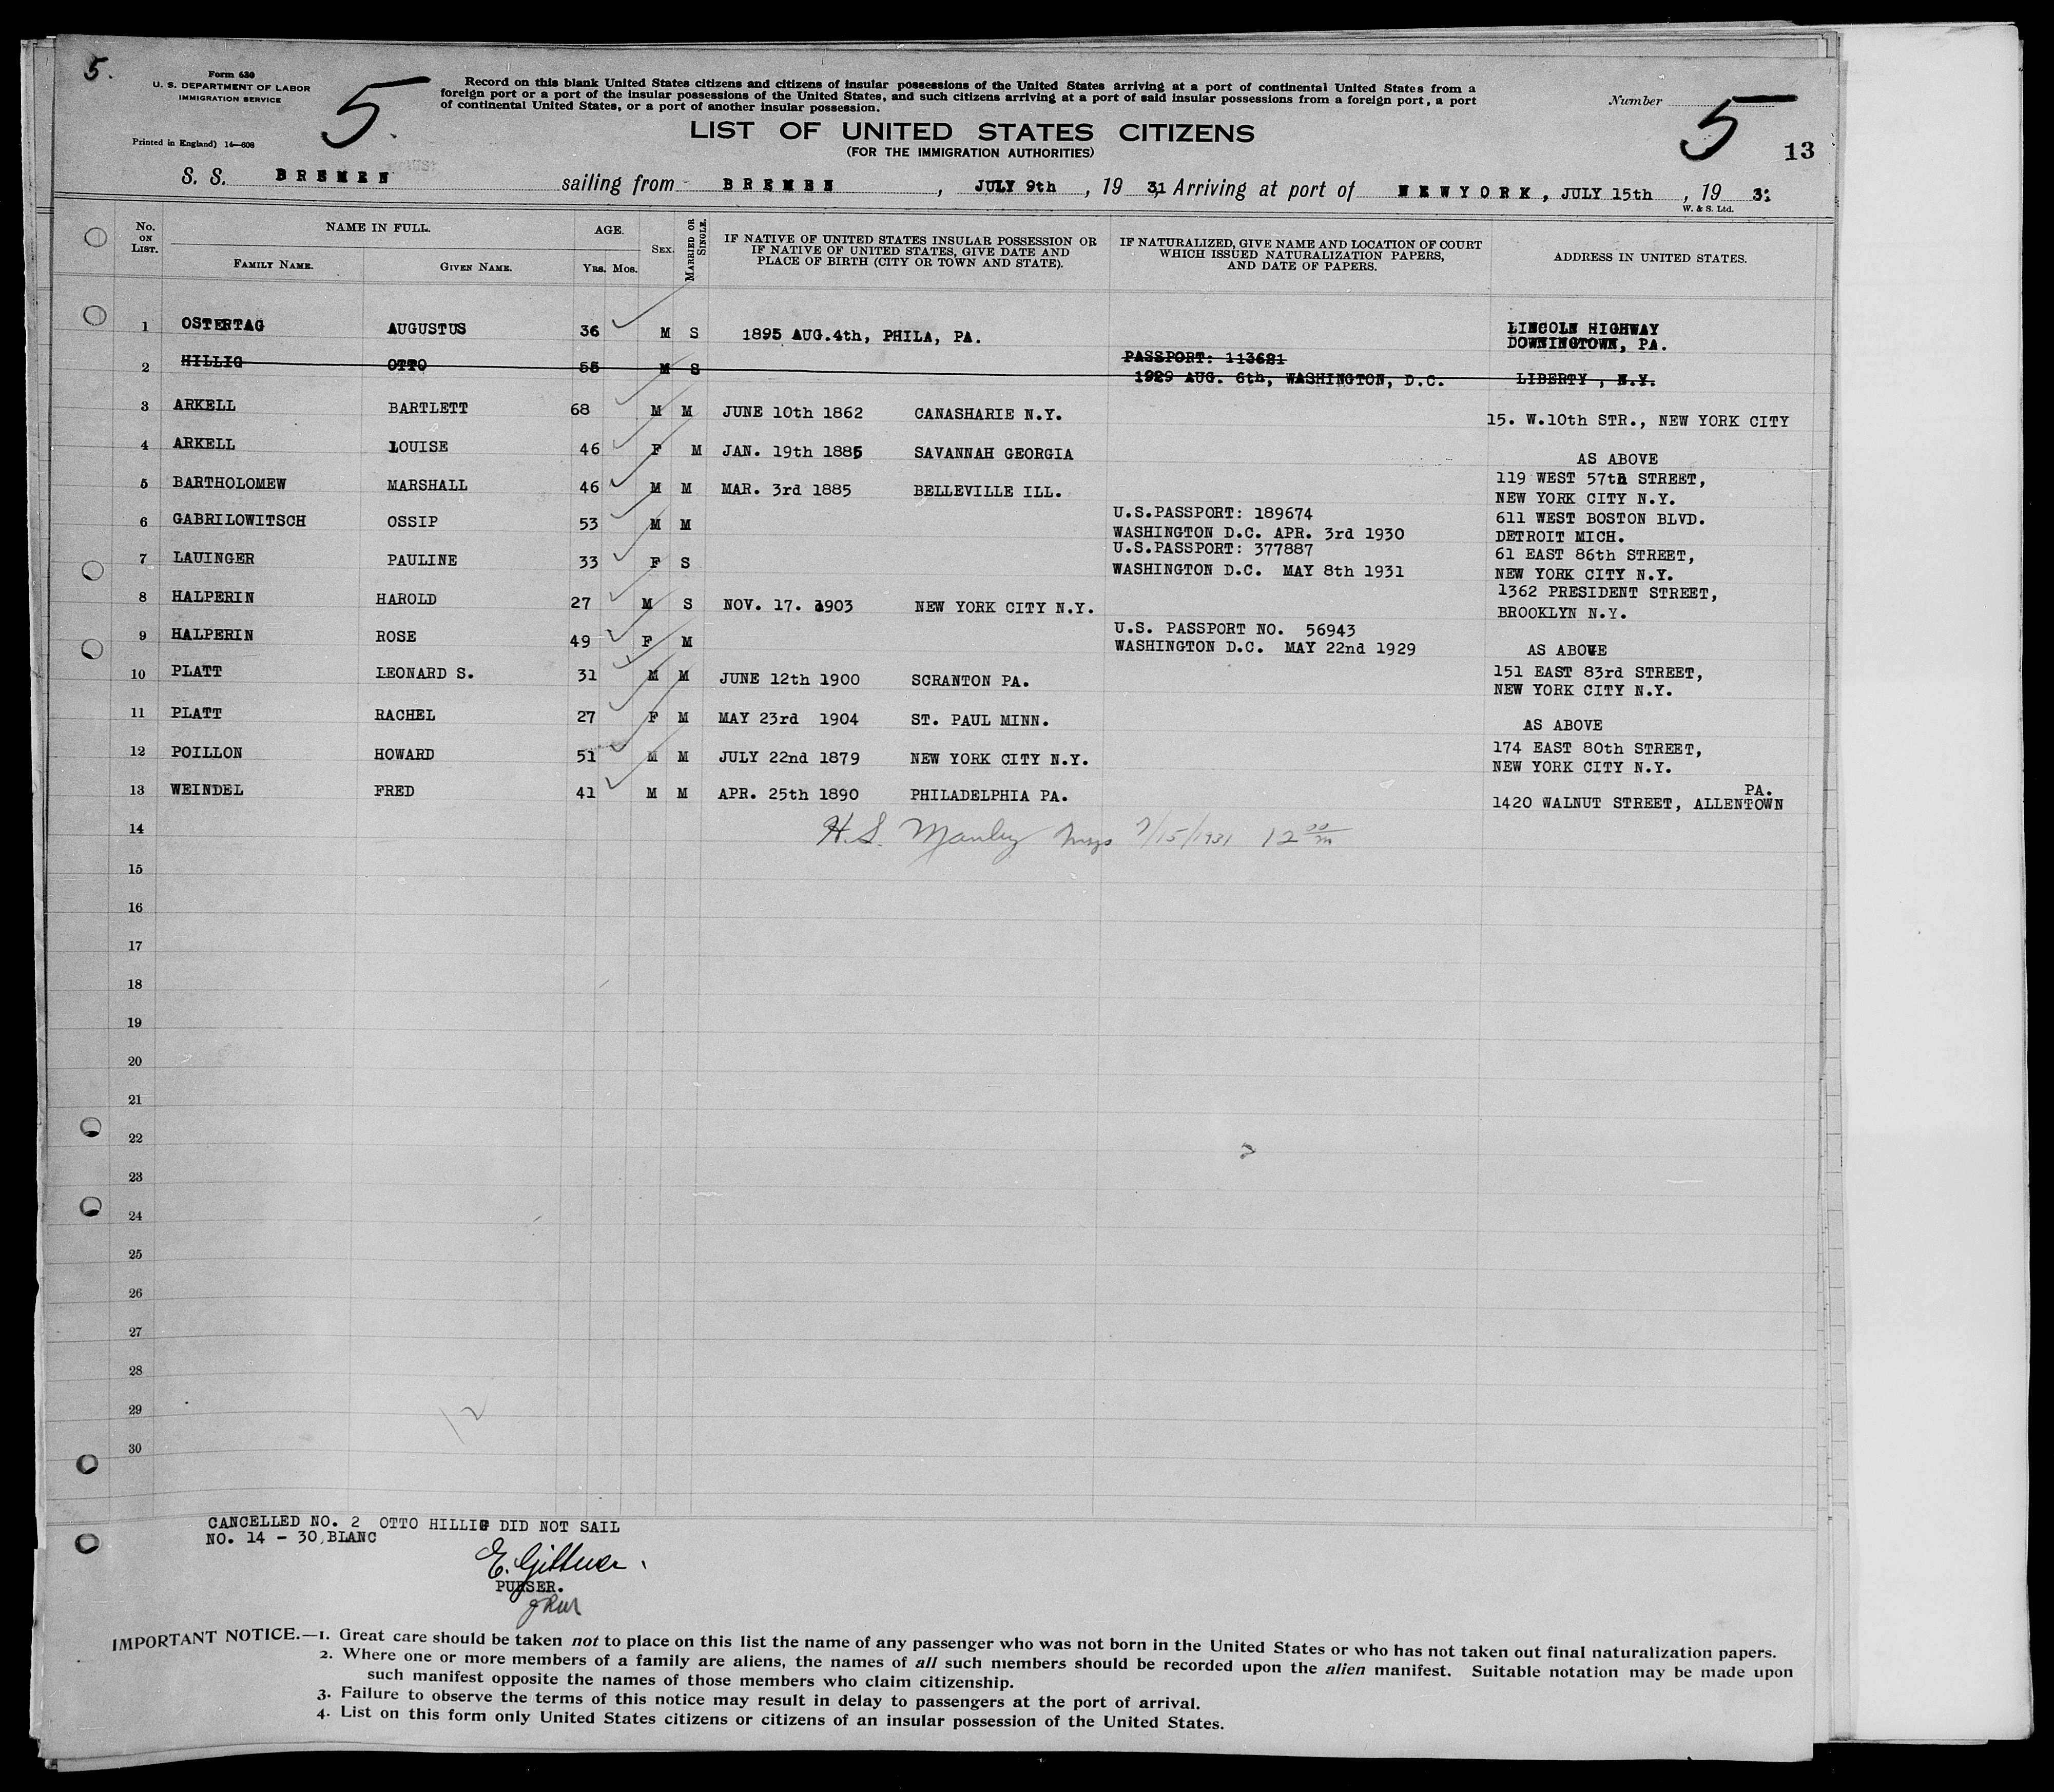 5.
Form 630
U. S. DEPARTMENT OF LABOR
IMMIGRATION SERVICE
Printed in England) 14—608
5.
Record on this blank United States citizens and citizens of insular possessions of the United States arriving at a port of continental United States from a
foreign port or a port of the insular possessions of the United States, and such citizens arriving at a port of said insular possessions from a foreign port, a port
of continental United States, or a port of another insular possession.
LIST OF UNITED STATES CITIZENS
(FOR THE IMMIGRATION AUTHORITIES)
Number 5
13
S. S. BREMEN sailing from BREMEN, JULY 9th, 19 31 Arriving at port of NEWYORK, JULY 15th, 19 3
W. & S. Ltd.
No. ON LIST. NAME IN FULL. FAMILY NAME. GIVEN NAME. AGE. Yrs. Mos. SEX. MARRIED OR SINGLE. IF NATIVE OF UNITED STATES INSULAR POSSESSION OR IF NATIVE OF UNITED STATES, GIVE DATE AND PLACE OF BIRTH (CITY OR TOWN AND STATE). IF NATURALIZED, GIVE NAME AND LOCATION OF COURT WHICH ISSUED NATURALIZATION PAPERS, AND DATE OF PAPERS. ADDRESS IN UNITED STATES.
1 OSTERTAG AUGUSTUS 36 M S 1895 AUG.4th, PHILA, PA. LINCOLN HIGHWAY
DOWNINGTOWN, PA.
2 HILLIG OTTO 55 M S PASSPORT: 113621
1929 AUG. 6th, WASHINGTON, D.C. LIBERTY , N.Y.
3 ARKELL BARTLETT 68 M M JUNE 10th 1862 CANASHARIE N.Y. 15. W.10th STR., NEW YORK CITY
4 ARKELL LOUISE 46 F M JAN. 19th 1885 SAVANNAH GEORGIA AS ABOVE
5 BARTHOLOMEW MARSHALL 46 M M MAR. 3rd 1885 BELLEVILLE ILL. 119 WEST 57th STREET,
NEW YORK CITY N.Y.
6 GABRILOWITSCH OSSIP 53 M M U.S.PASSPORT: 189674 611 WEST BOSTON BLVD.
WASHINGTON D.C. APR. 3rd 1930 DETROIT MICH.
7 LAUINGER PAULINE 33 F S U.S.PASSPORT: 377887 61 EAST 86th STREET,
WASHINGTON D.C. MAY 8th 1931 NEW YORK CITY N.Y.
8 HALPERIN HAROLD 27 M S NOV. 17. 1903 NEW YORK CITY N.Y. 1362 PRESIDENT STREET,
BROOKLYN N.Y.
9 HALPERIN ROSE 49 F M U.S. PASSPORT NO. 56943
WASHINGTON D.C. MAY 22nd 1929 AS ABOVE
10 PLATT LEONARD S. 31 M M JUNE 12th 1900 SCRANTON PA. 151 EAST 83rd STREET,
NEW YORK CITY N.Y.
11 PLATT RACHEL 27 F M MAY 23rd 1904 ST. PAUL MINN. AS ABOVE
12 POILLON HOWARD 51 M M JULY 22nd 1879 NEW YORK CITY N.Y. 174 EAST 80th STREET,
NEW YORK CITY N.Y.
13 WEINDEL FRED 41 M M APR. 25th 1890 PHILADELPHIA PA. 1420 WALNUT STREET, ALLENTOWN PA.
14 H.S. Manley 7/15/1931 12 00/m
15
16
17
18
19
20
21
22
23
24
25
26
27
28
29
30
12
CANCELLED NO. 2 OTTO HILLIG DID NOT SAIL
NO. 14 - 30,BLANC
E. Gittner.
PURSER.
IMPORTANT NOTICE.—1. Great care should be taken not to place on this list the name of any passenger who was not born in the United States or who has not taken out final naturalization papers.
2. Where one or more members of a family are aliens, the names of all such members should be recorded upon the alien manifest. Suitable notation may be made upon
such manifest opposite the names of those members who claim citizenship.
3. Failure to observe the terms of this notice may result in delay to passengers at the port of arrival.
4. List on this form only United States citizens or citizens of an insular possession of the United States.